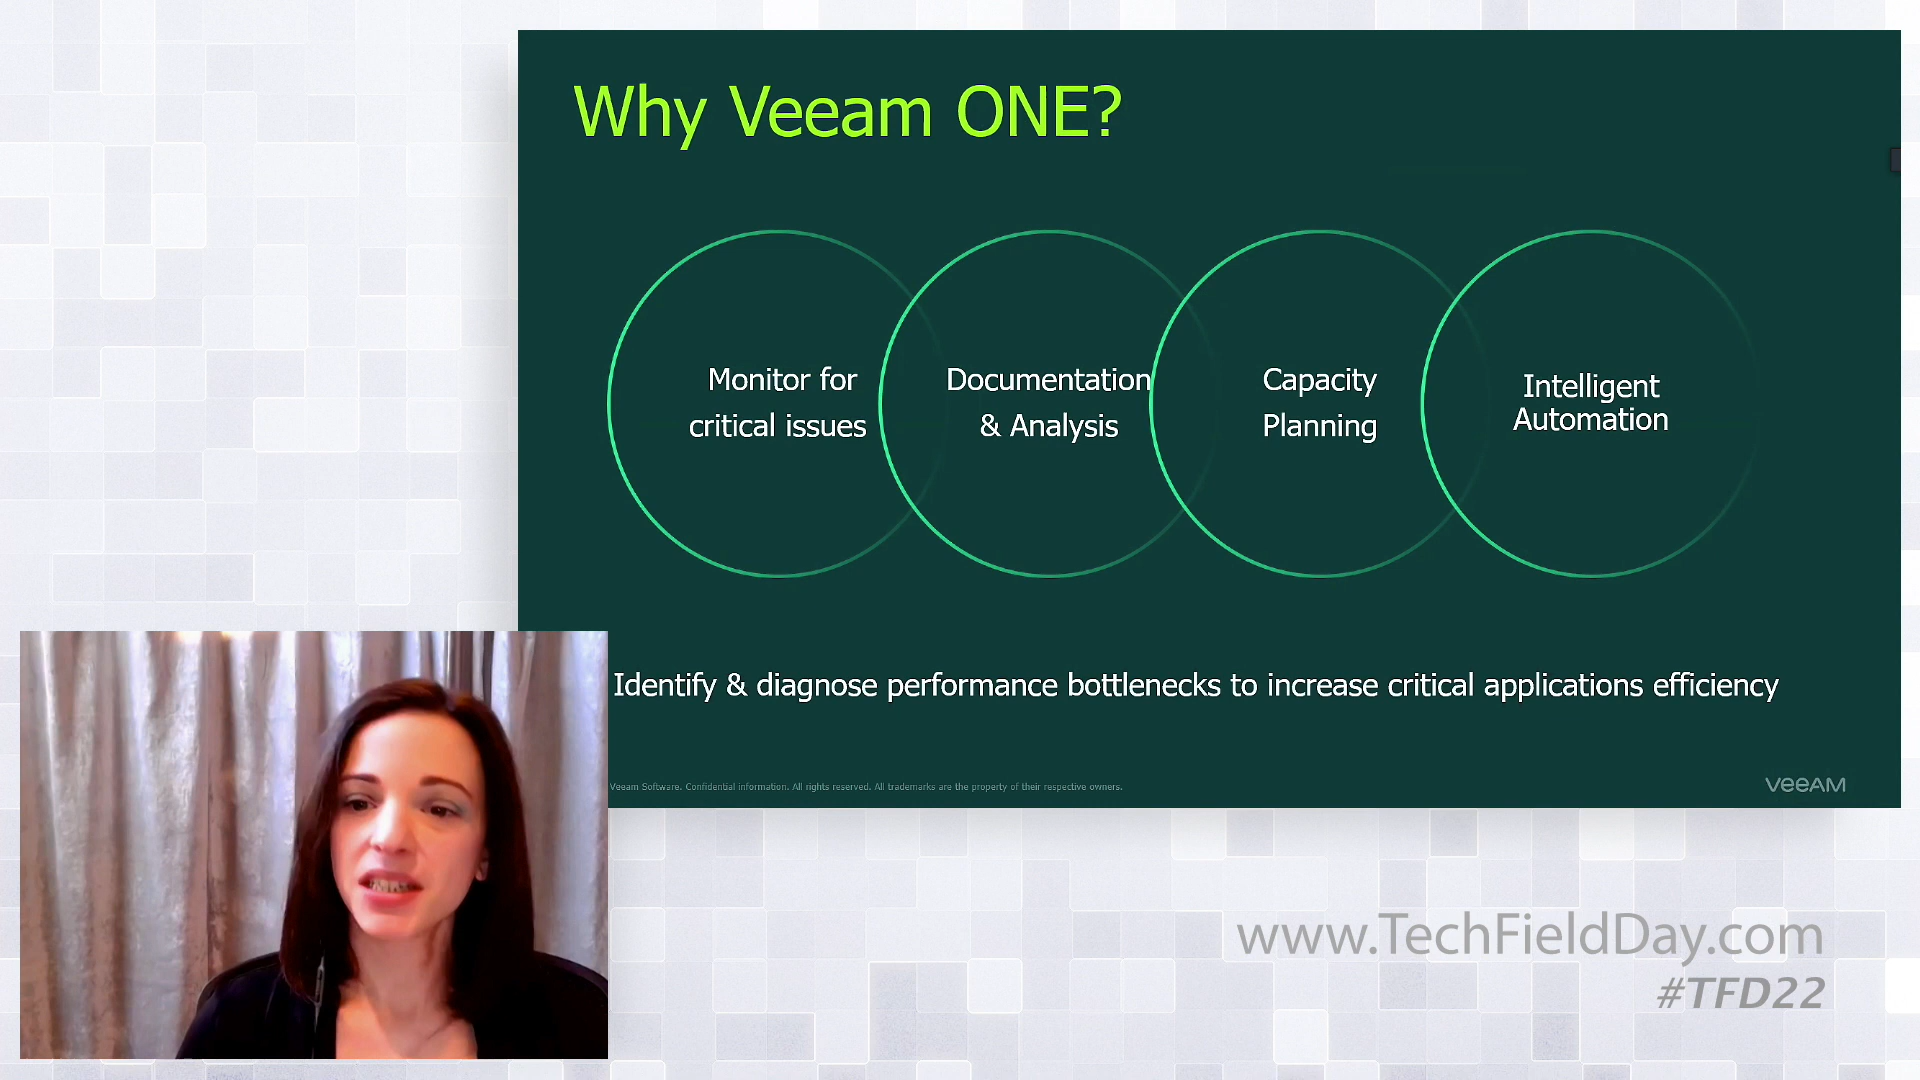 Why Veeam ONE?
Monitor for
critical issues
Documentation
& Analysis
Capacity
Planning
Intelligent
Automation
Identify & diagnose performance bottlenecks to increase critical applications efficiency
Veeam Software. Confidential information. All rights reserved. All trademarks are the property of their respective owners.
VEEAM
www.TechFieldDay.com
#TFD22